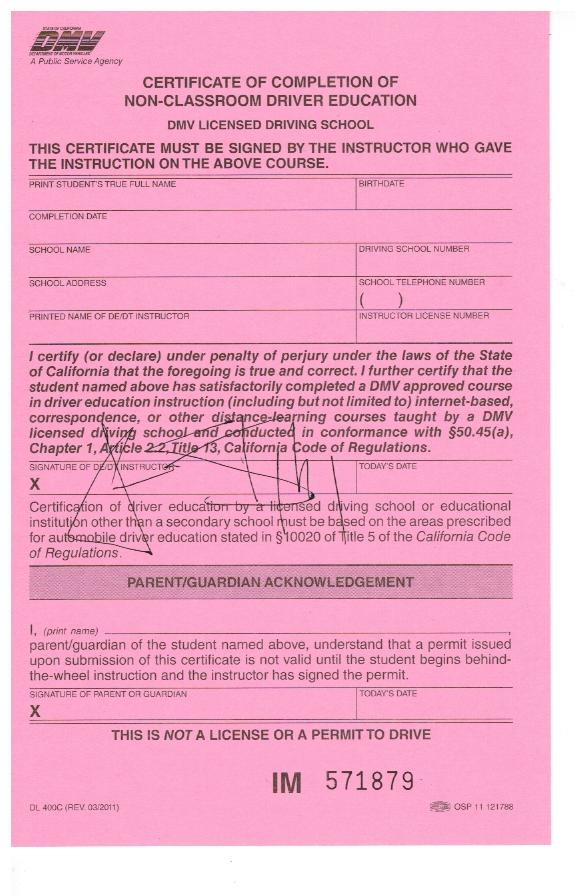 STATE OF CALIFORNIA
DMV
DEPARTMENT OF MOTOR VEHICLES
A Public Service Agency
CERTIFICATE OF COMPLETION OF
NON-CLASSROOM DRIVER EDUCATION
DMV LICENSED DRIVING SCHOOL
THIS CERTIFICATE MUST BE SIGNED BY THE INSTRUCTOR WHO GAVE
THE INSTRUCTION ON THE ABOVE COURSE.
PRINT STUDENT'S TRUE FULL NAME BIRTHDATE
COMPLETION DATE
SCHOOL NAME DRIVING SCHOOL NUMBER
SCHOOL ADDRESS SCHOOL TELEPHONE NUMBER
( )
PRINTED NAME OF DE/DT INSTRUCTOR INSTRUCTOR LICENSE NUMBER
I certify (or declare) under penalty of perjury under the laws of the State
of California that the foregoing is true and correct. I further certify that the
student named above has satisfactorily completed a DMV approved course
in driver education instruction (including but not limited to) internet-based,
correspondence, or other distance-learning courses taught by a DMV
licensed driving school and conducted in conformance with §50.45(a),
Chapter 1, Article 2.2, Title 13, California Code of Regulations.
SIGNATURE OF DE/DT INSTRUCTOR TODAY'S DATE
X
Certification of driver education by a licensed driving school or educational
institution other than a secondary school must be based on the areas prescribed
for automobile driver education stated in §10020 of Title 5 of the California Code
of Regulations.
PARENT/GUARDIAN ACKNOWLEDGEMENT
I, (print name) ,
parent/guardian of the student named above, understand that a permit issued
upon submission of this certificate is not valid until the student begins behind-
the-wheel instruction and the instructor has signed the permit.
SIGNATURE OF PARENT OR GUARDIAN TODAY'S DATE
X
THIS IS NOT A LICENSE OR A PERMIT TO DRIVE
IM 571879
DL 400C (REV. 03/2011) OSP 11 121788